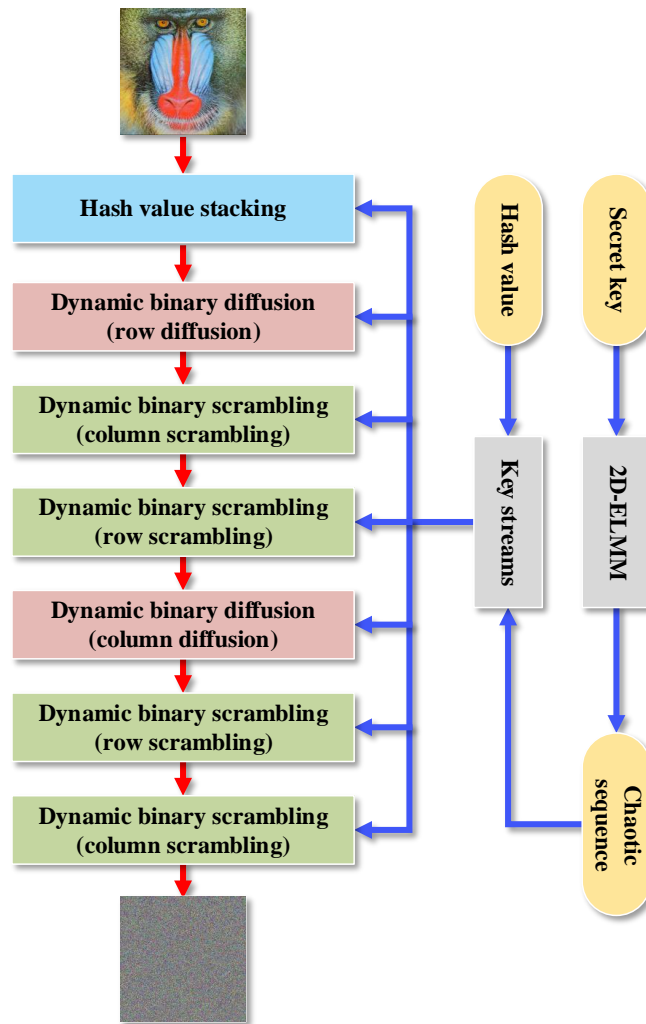 Hash value stacking
Dynamic binary diffusion
(row diffusion)
Dynamic binary scrambling
(column scrambling)
Dynamic binary scrambling
(row scrambling)
Dynamic binary diffusion
(column diffusion)
Dynamic binary scrambling
(row scrambling)
Dynamic binary scrambling
(column scrambling)
Hash value
Key streams
Secret key
2D-ELMM
Chaotic
sequence